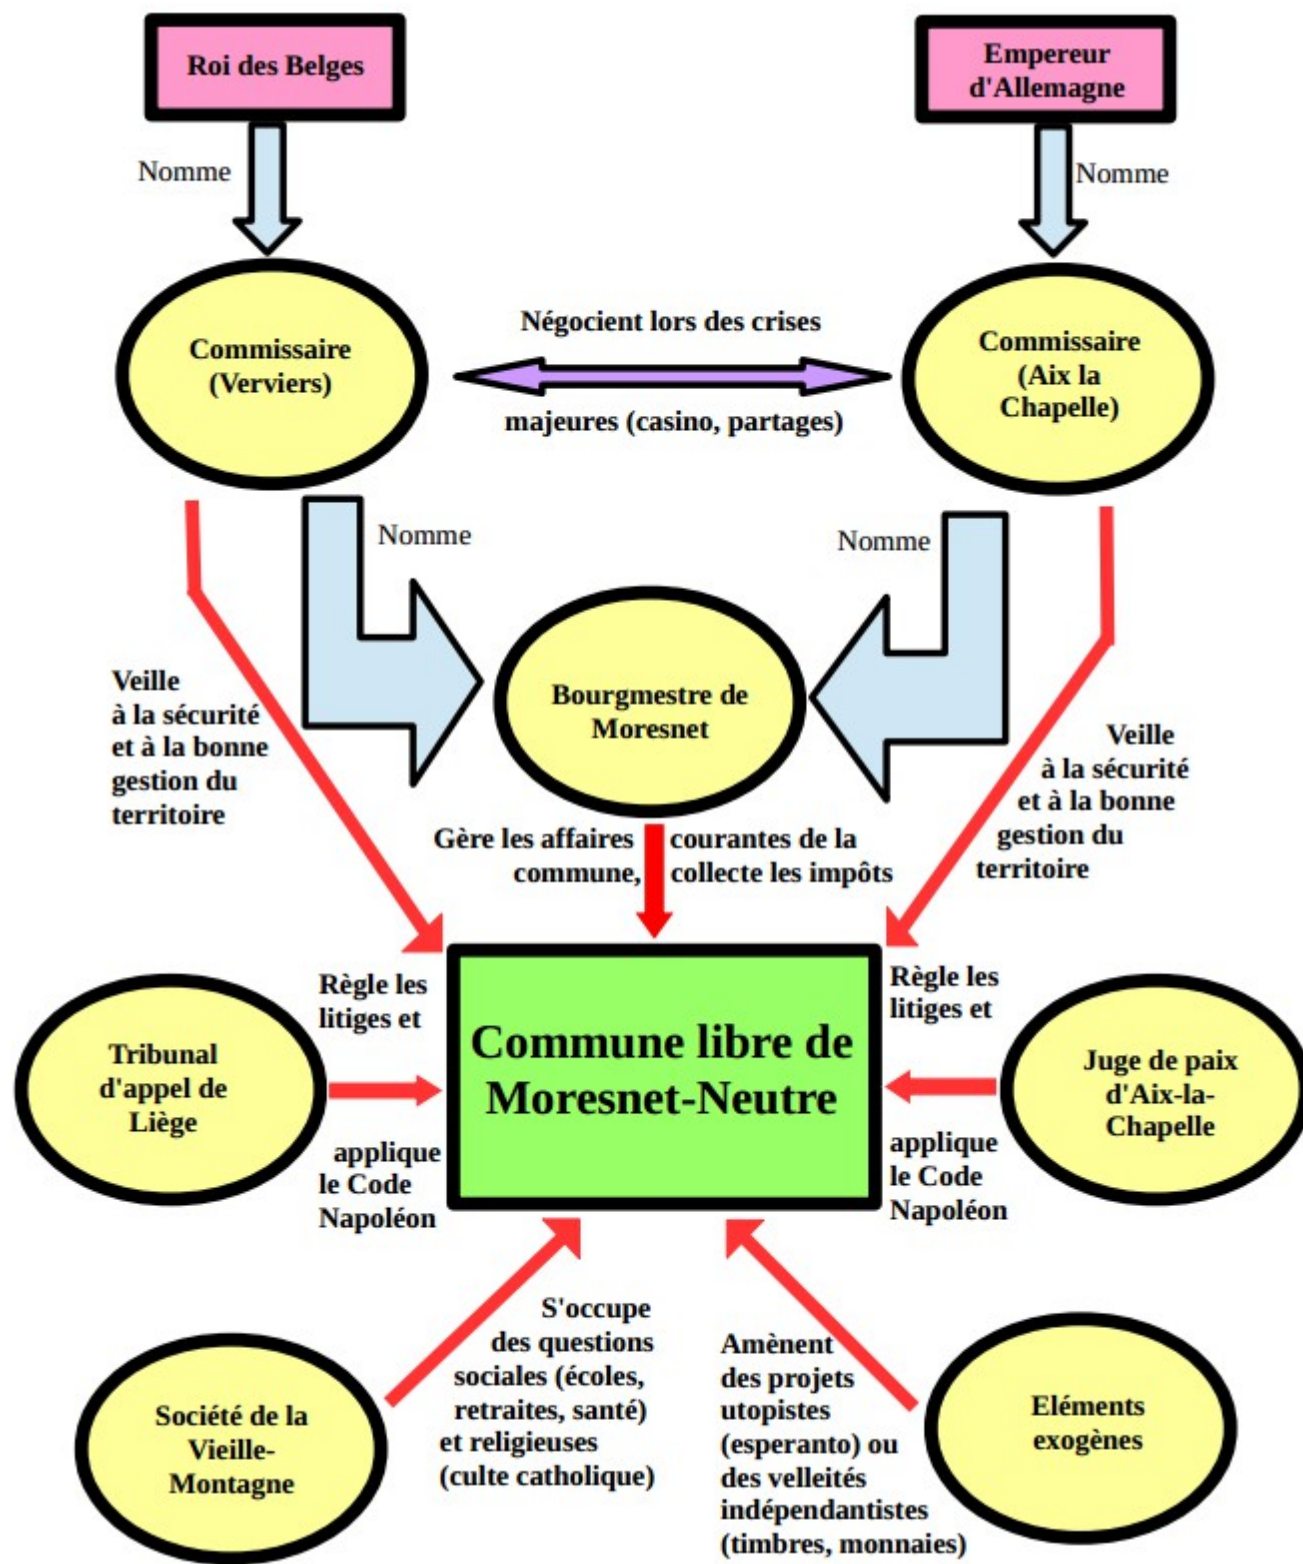 Roi des Belges
Empereur
d'Allemagne
Nomme
Nomme
Commissaire
(Verviers)
Négocient lors des crises
majeures (casino, partages)
Commissaire
(Aix la
Chapelle)
Nomme
Nomme
Bourgmestre de
Moresnet
Veille
à la sécurité
et à la bonne
gestion du
territoire
Veille
à la sécurité
et à la bonne
gestion du
territoire
Gère les affaires courantes de la
commune, collecte les impôts
Commune libre de
Moresnet-Neutre
Tribunal
d'appel de
Liège
Règle les
litiges et
applique
le Code
Napoléon
Règle les
litiges et
applique
le Code
Napoléon
Juge de paix
d'Aix-la-
Chapelle
Société de la
Vieille-
Montagne
S'occupe
des questions
sociales (écoles,
retraites, santé)
et religieuses
(culte catholique)
Amènent
des projets
utopistes
(esperanto) ou
des velleités
indépendantistes
(timbres, monnaies)
Eléments
exogènes